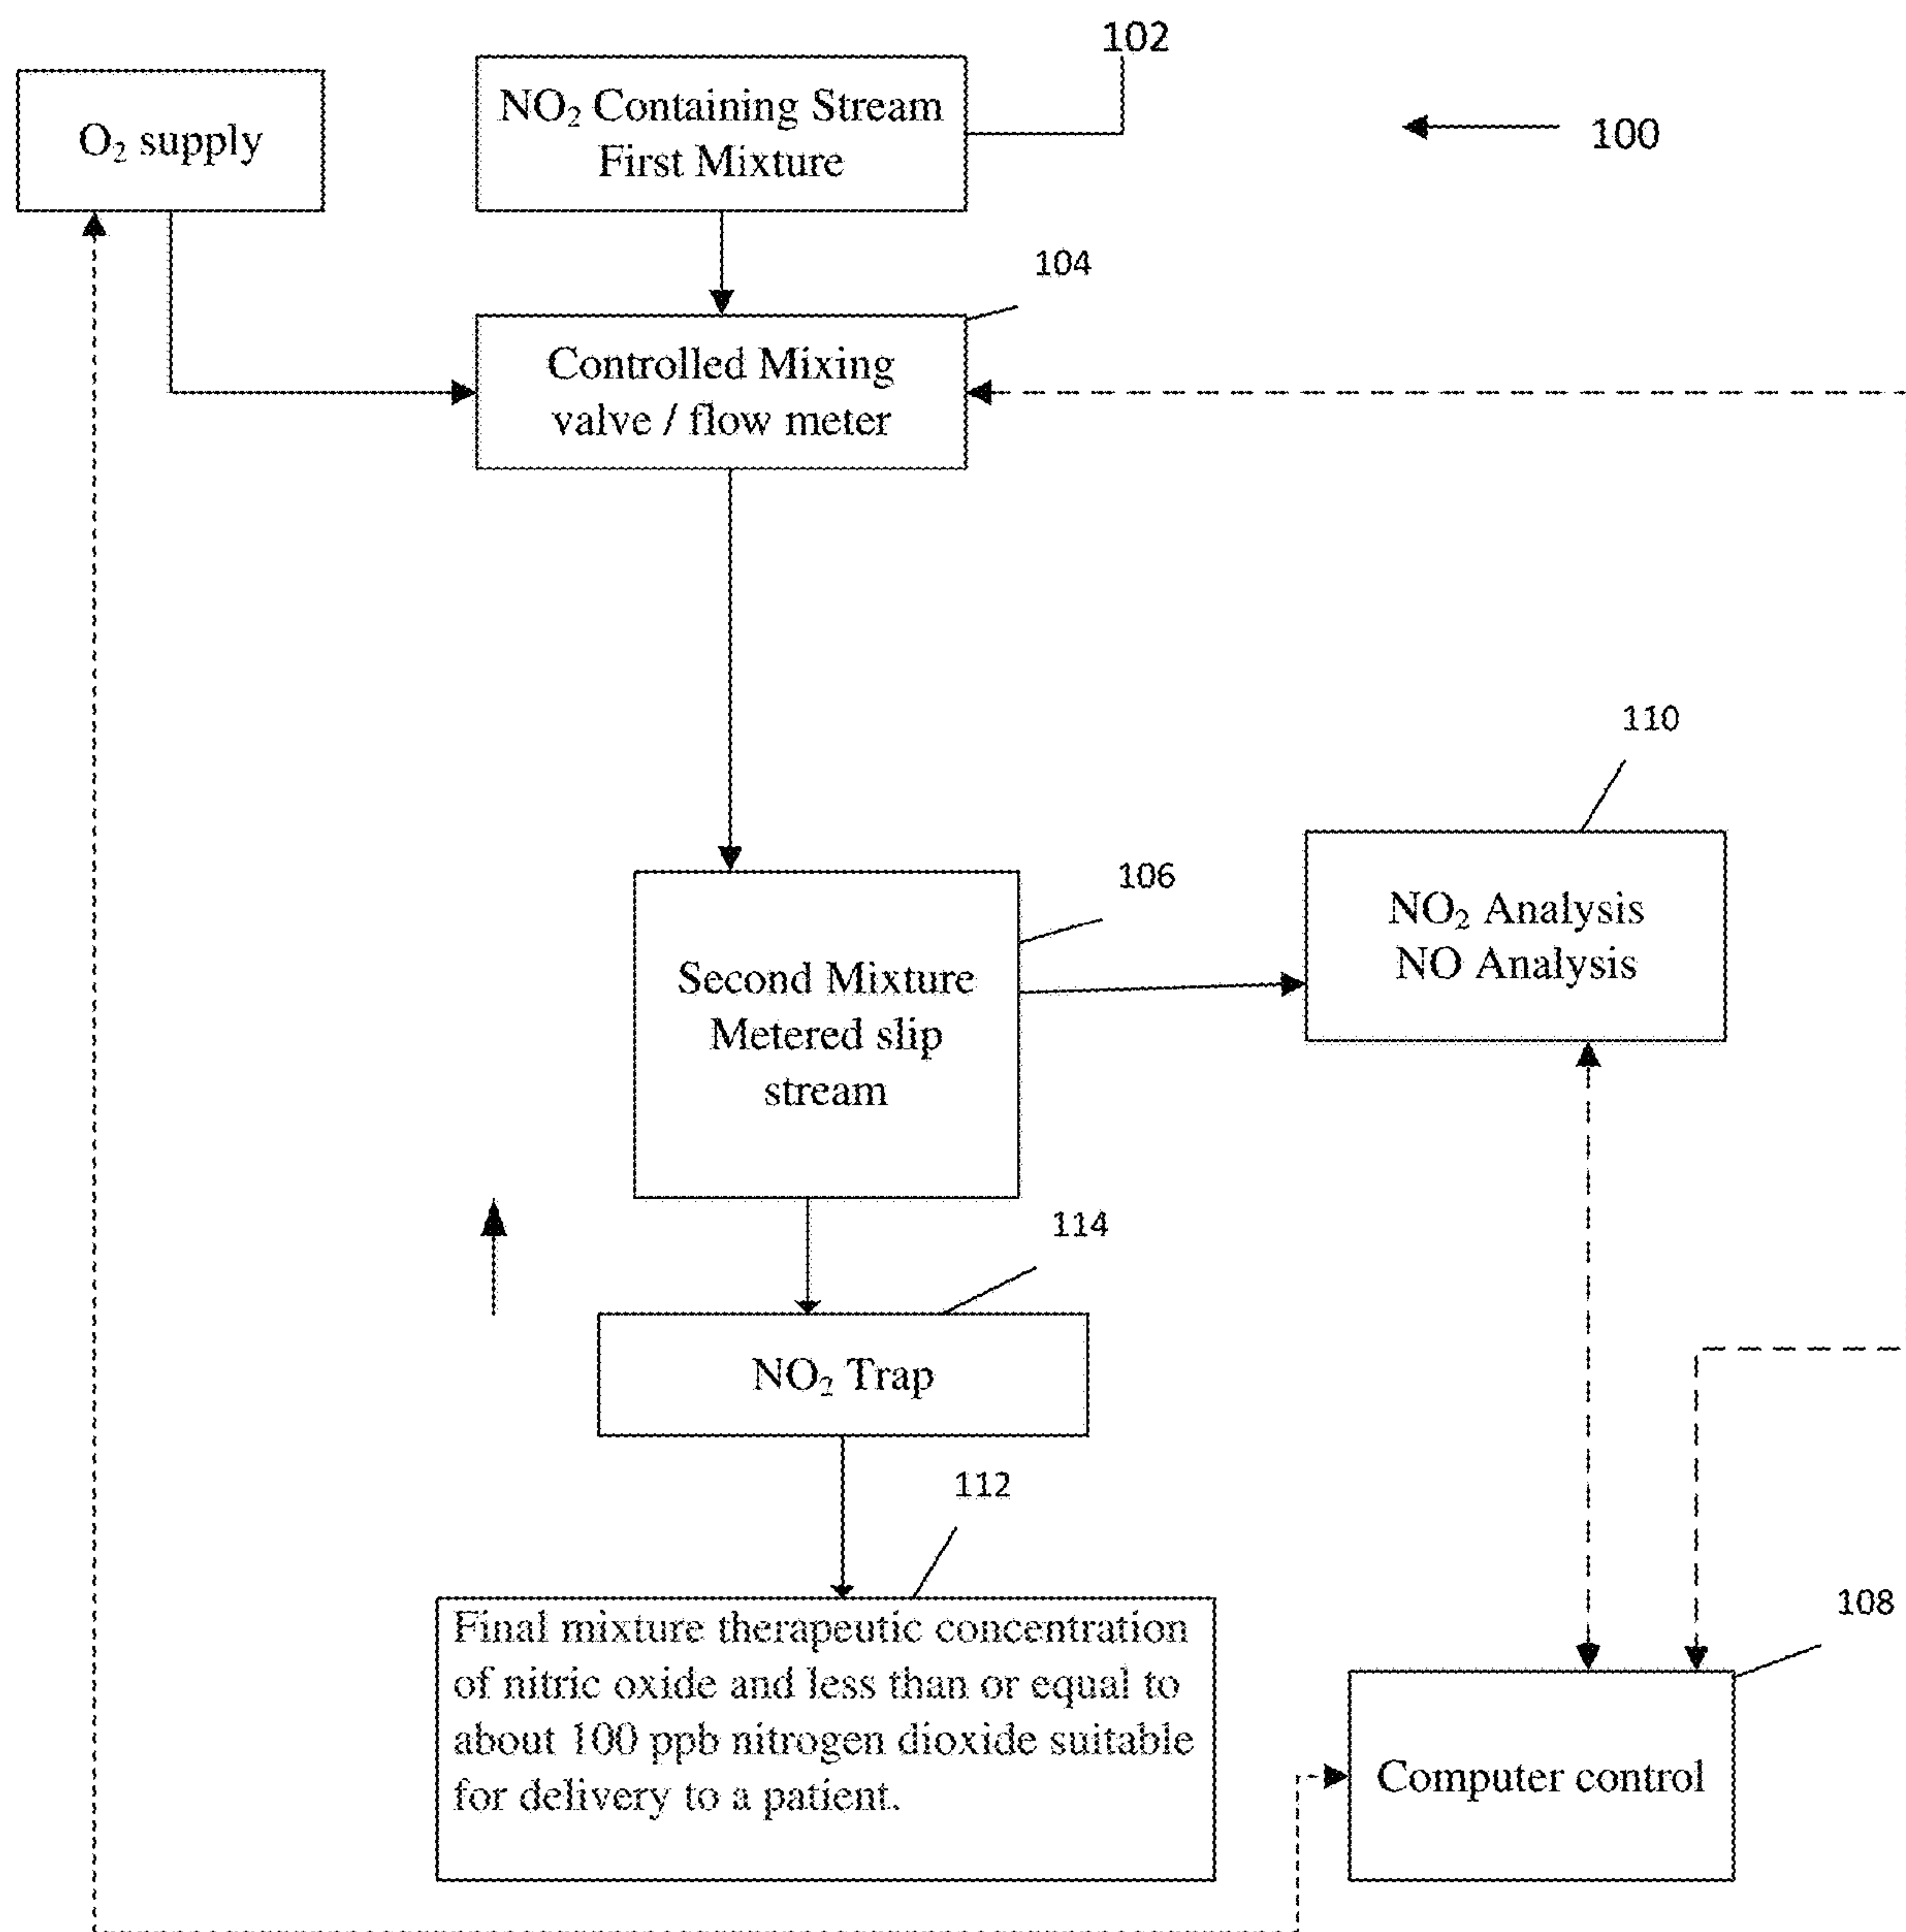 102
NO₂ Containing Stream
First Mixture
O₂ supply
100
104
Controlled Mixing
valve / flow meter
110
106
NO₂ Analysis
NO Analysis
Second Mixture
Metered slip
stream
114
NO₂ Trap
112
Final mixture therapeutic concentration
of nitric oxide and less than or equal to
about 100 ppb nitrogen dioxide suitable
for delivery to a patient.
108
Computer control